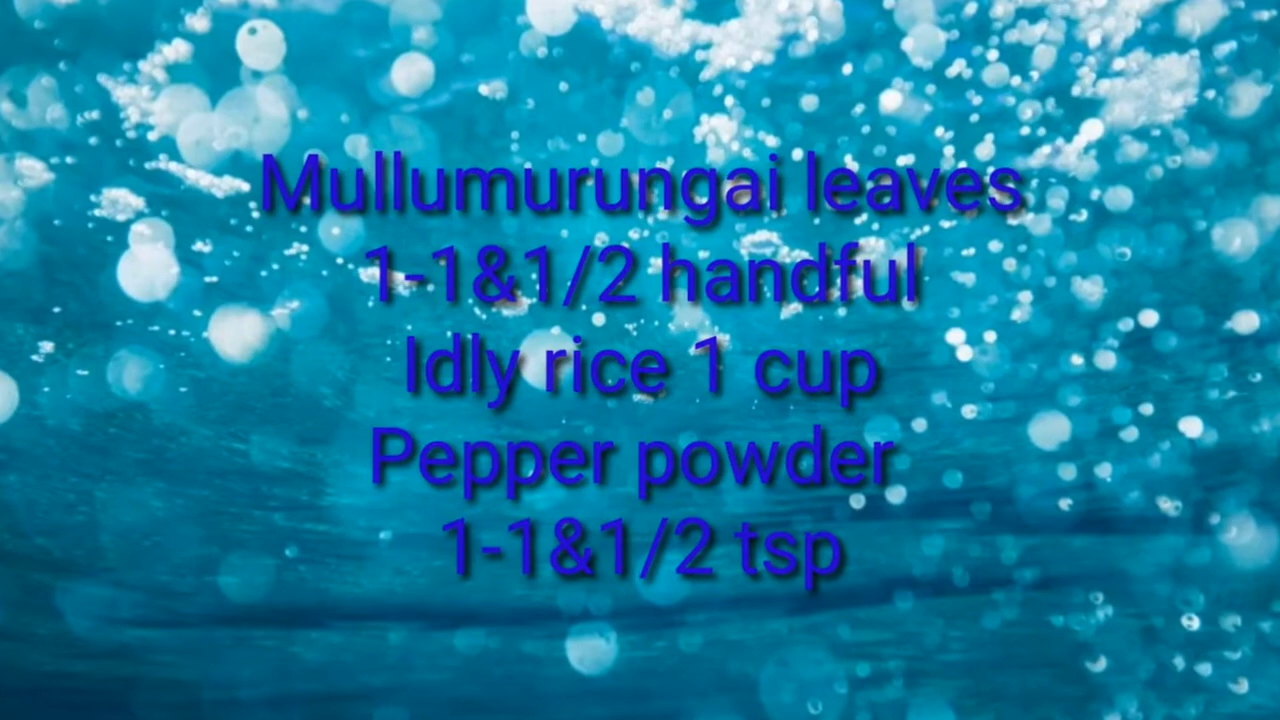 Mullumurungai leaves
1-1&1/2 handful
Idly rice 1 cup
Pepper powder
1-1&1/2 tsp